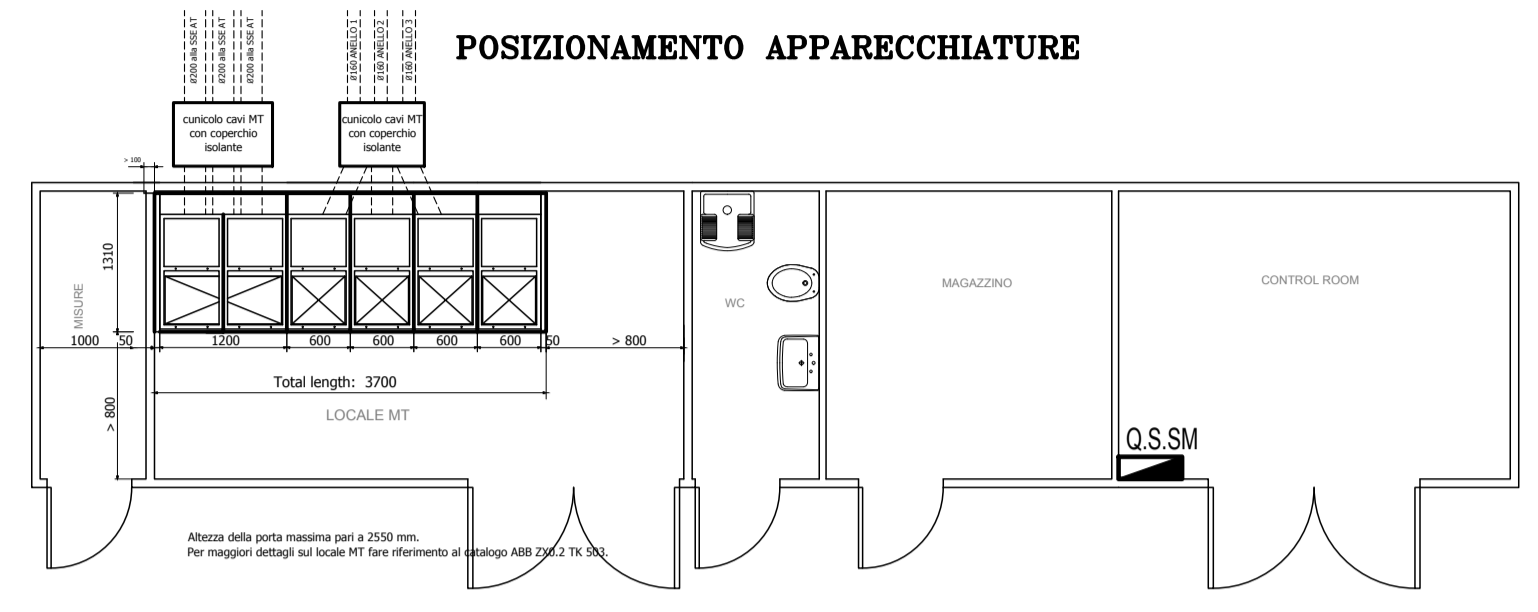 POSIZIONAMENTO APPARECCHIATURE
ø200 alla SSE AT
ø200 alla SSE AT
ø200 alla SSE AT
ø160 ANELLO 1
ø160 ANELLO 2
ø160 ANELLO 3
cunicolo cavi MT
con coperchio
isolante
cunicolo cavi MT
con coperchio
isolante
> 100
1310
MISURE
WC
MAGAZZINO
CONTROL ROOM
1000
50
1200
600
600
600
600
50
> 800
Total length: 3700
> 800
LOCALE MT
Q.S.SM
Altezza della porta massima pari a 2550 mm.
Per maggiori dettagli sul locale MT fare riferimento al catalogo ABB ZX0.2 TK 503.